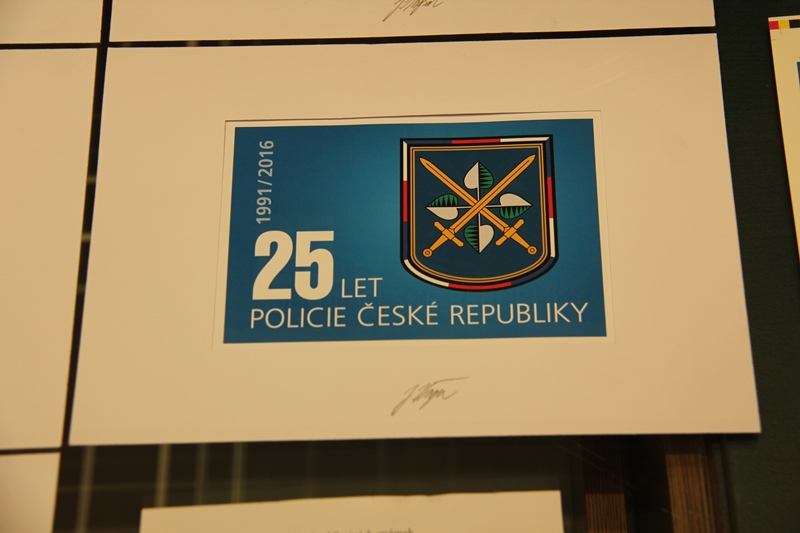 1991/2016
25 LET
POLICIE ČESKÉ REPUBLIKY